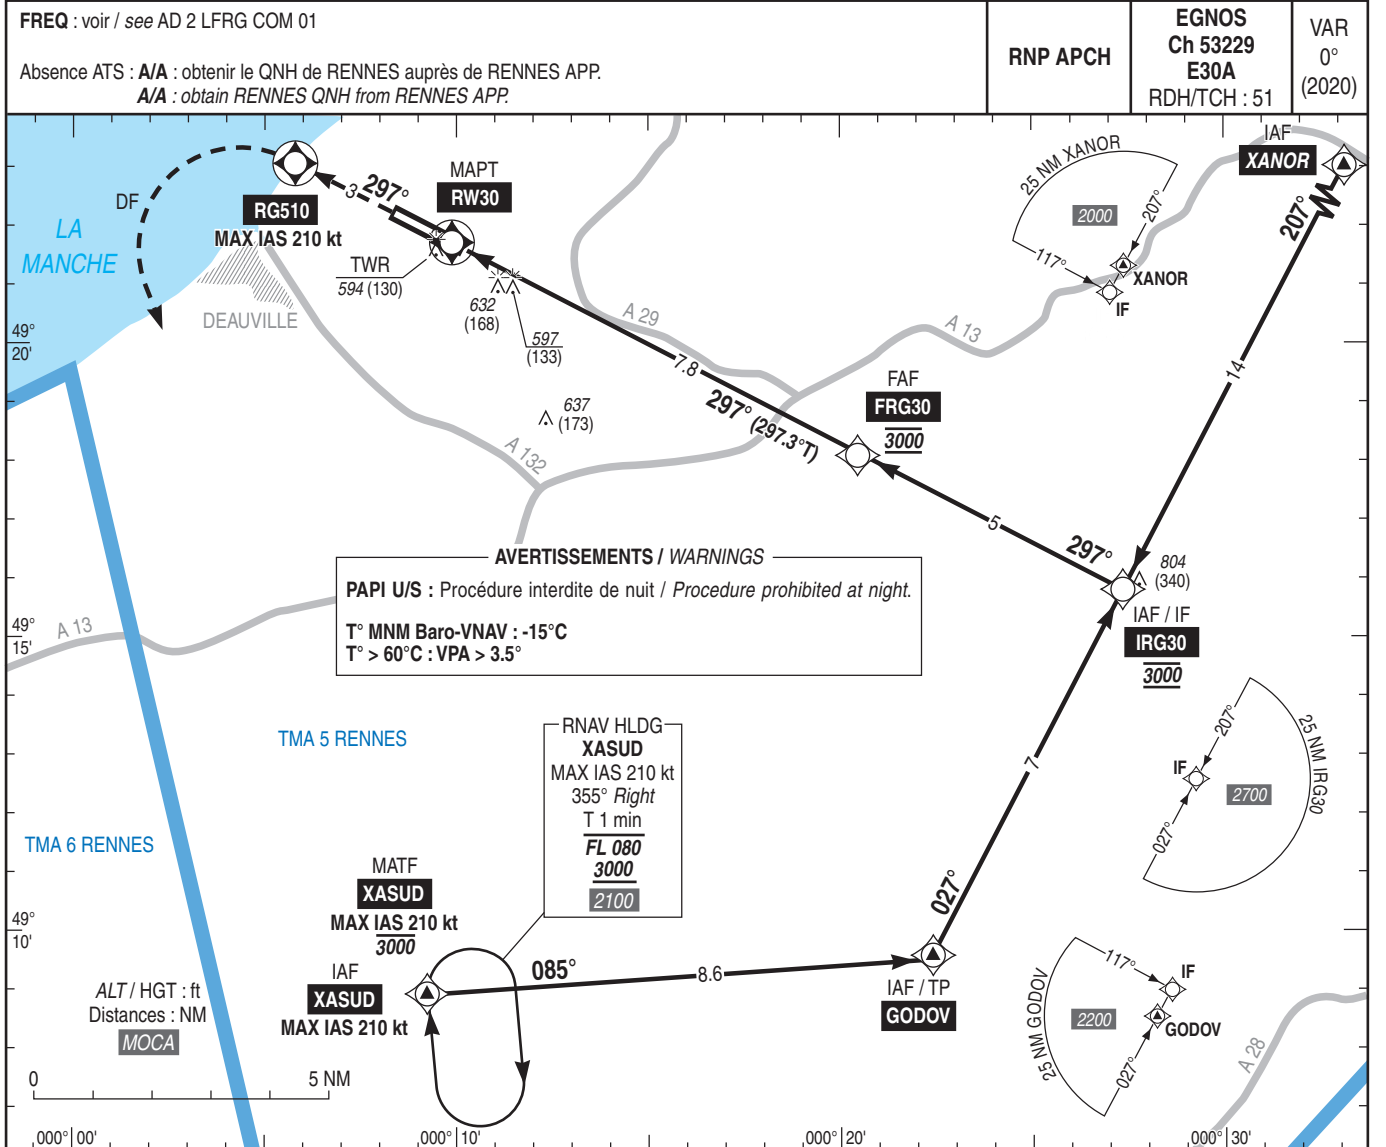 FREQ : voir / see AD 2 LFRG COM 01
Absence ATS : A/A : obtenir le QNH de RENNES auprès de RENNES APP.
A/A : obtain RENNES QNH from RENNES APP.
RNP APCH
EGNOS
Ch 53229
E30A
RDH/TCH : 51
VAR
0°
(2020)
IAF
XANOR
207°
14
25 NM XANOR
2000
207°
117°
XANOR
IF
MAPT
RW30
297°
3
RG510
MAX IAS 210 kt
DF
LA
MANCHE
DEAUVILLE
TWR
594 (130)
632
(168)
597
(133)
637
(173)
A 29
A 13
A 132
7.8
297° (297.3°T)
FAF
FRG30
3000
49°
20'
5
297°
804
(340)
IAF / IF
IRG30
3000
AVERTISSEMENTS / WARNINGS
PAPI U/S : Procédure interdite de nuit / Procedure prohibited at night.
T° MNM Baro-VNAV : -15°C
T° > 60°C : VPA > 3.5°
A 13
49°
15'
TMA 5 RENNES
TMA 6 RENNES
RNAV HLDG
XASUD
MAX IAS 210 kt
355° Right
T 1 min
FL 080
3000
2100
7
027°
207°
IF
2700
027°
25 NM IRG30
MATF
XASUD
MAX IAS 210 kt
3000
49°
10'
IAF
XASUD
MAX IAS 210 kt
085°
8.6
IAF / TP
GODOV
117°
IF
25 NM GODOV
2200
GODOV
027°
A 28
ALT / HGT : ft
Distances : NM
MOCA
0
5 NM
000° 00'
000° 10'
000° 20'
000° 30'